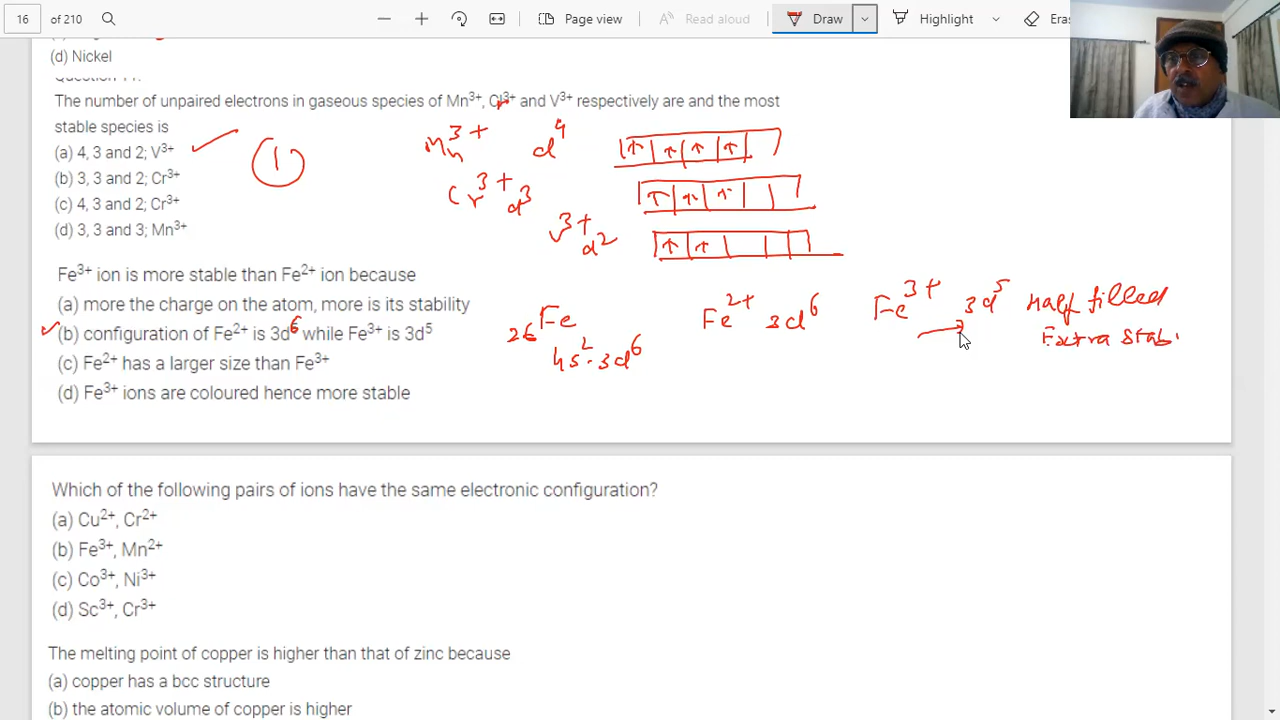 16 of 210 Page view Read aloud Draw Highlight
(d) Nickel
The number of unpaired electrons in gaseous species of Mn³⁺, Cr³⁺ and V³⁺ respectively are and the most
stable species is
(a) 4, 3 and 2; V³⁺
(b) 3, 3 and 2; Cr³⁺
(c) 4, 3 and 2; Cr³⁺
(d) 3, 3 and 3; Mn³⁺
1
Mn³⁺ d⁴
Cr³⁺ d³
V³⁺ d²
Fe³⁺ ion is more stable than Fe²⁺ ion because
(a) more the charge on the atom, more is its stability
(b) configuration of Fe²⁺ is 3d⁶ while Fe³⁺ is 3d⁵
(c) Fe²⁺ has a larger size than Fe³⁺
(d) Fe³⁺ ions are coloured hence more stable
₂₆Fe
4s²·3d⁶
Fe²⁺ 3d⁶
Fe³⁺ 3d⁵ Half filled
Extra stab.
Which of the following pairs of ions have the same electronic configuration?
(a) Cu²⁺, Cr²⁺
(b) Fe³⁺, Mn²⁺
(c) Co³⁺, Ni³⁺
(d) Sc³⁺, Cr³⁺
The melting point of copper is higher than that of zinc because
(a) copper has a bcc structure
(b) the atomic volume of copper is higher